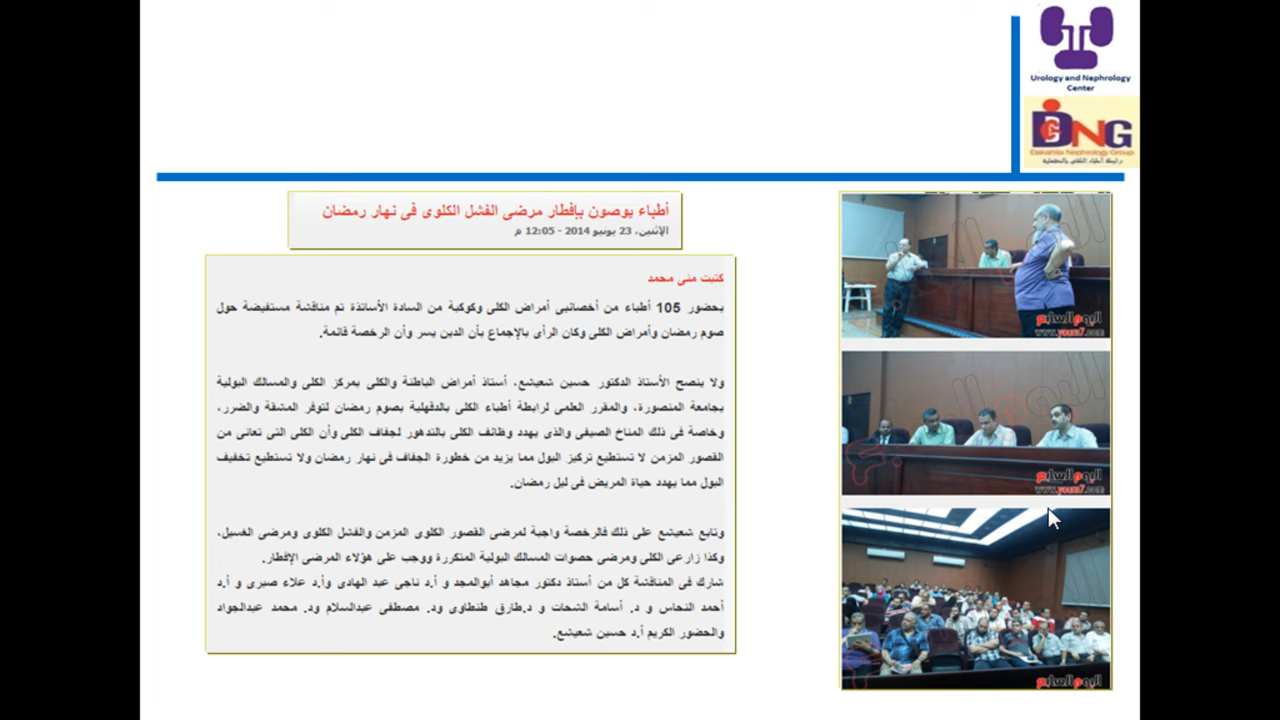 Urology and Nephrology
Center
DNG
Dakahlia Nephrology Group
أطباء يوصون بإفطار مرضى الفشل الكلوى فى نهار رمضان
الإثنين، 23 يونيو 2014 - 12:05 م
كتبت منى محمد
بحضور 105 أطباء من أخصائيى أمراض الكلى وكوكبة من السادة الأساتذة تم مناقشة مستفيضة حول
صوم رمضان وأمراض الكلى وكان الرأى بالإجماع بأن الدين يسر وأن الرخصة قائمة.
ولا ينصح الأستاذ الدكتور حسين شعيشع، أستاذ أمراض الباطنة والكلى بمركز الكلى والمسالك البولية
بجامعة المنصورة، والمقرر العلمى لرابطة أطباء الكلى بالدقهلية بصوم رمضان لتوفر المشقة والضرر،
وخاصة فى ذلك المناخ الصيفى والذى يهدد وظائف الكلى بالتدهور لجفاف الكلى وأن الكلى التى تعانى من
القصور المزمن لا تستطيع تركيز البول مما يزيد من خطورة الجفاف فى نهار رمضان ولا تستطيع تخفيف
البول مما يهدد حياة المريض فى ليل رمضان.
وتابع شعيشع على ذلك فالرخصة واجبة لمرضى القصور الكلوى المزمن والفشل الكلوى ومرضى الغسيل،
وكذا زارعى الكلى ومرضى حصوات المسالك البولية المتكررة ووجب على هؤلاء المرضى الإفطار.
شارك فى المناقشة كل من أستاذ دكتور مجاهد أبوالمجد و أ.د ناجى عبد الهادى وأ.د علاء صبرى و أ.د
أحمد النحاس و د. أسامة الشحات و د.طارق طنطاوى ود. مصطفى عبدالسلام ود. محمد عبدالجواد
والحضور الكريم أ.د حسين شعيشع.
اليوم السابع
www.youm7.com
اليوم السابع
www.youm7.com
اليوم السابع